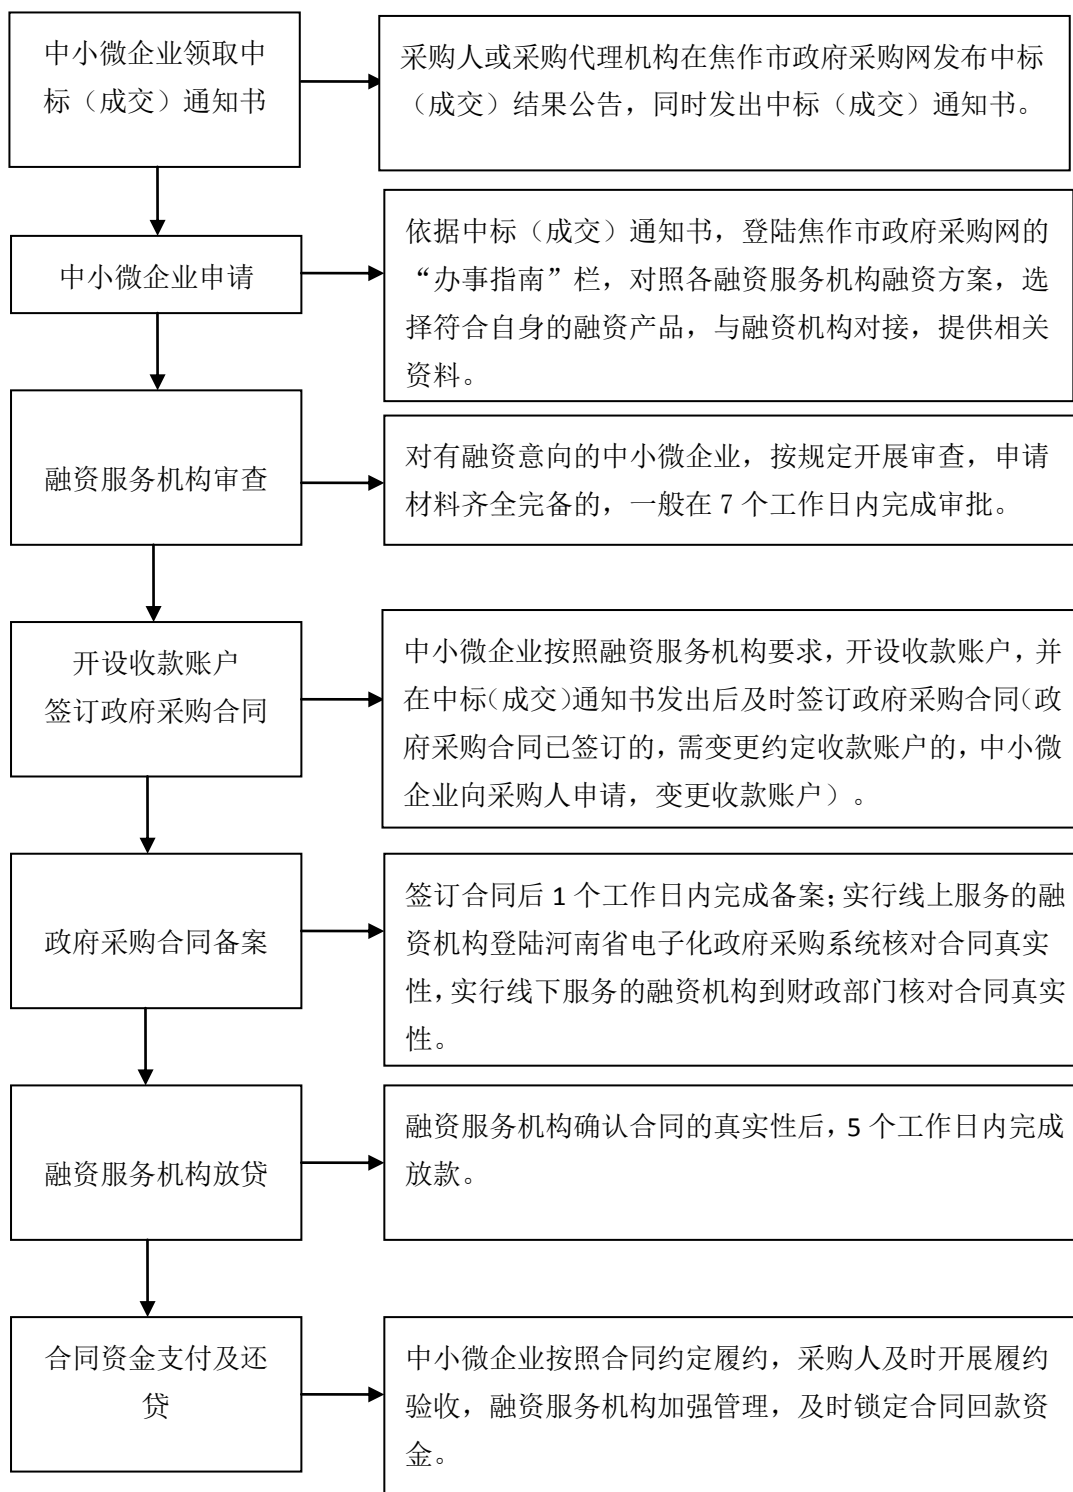 中小微企业领取中
标（成交）通知书
采购人或采购代理机构在焦作市政府采购网发布中标
（成交）结果公告，同时发出中标（成交）通知书。
中小微企业申请
依据中标（成交）通知书，登陆焦作市政府采购网的
“办事指南”栏，对照各融资服务机构融资方案，选
择符合自身的融资产品，与融资机构对接，提供相关
资料。
融资服务机构审查
对有融资意向的中小微企业，按规定开展审查，申请
材料齐全完备的，一般在 7 个工作日内完成审批。
开设收款账户
签订政府采购合同
中小微企业按照融资服务机构要求，开设收款账户，并
在中标（成交）通知书发出后及时签订政府采购合同（政
府采购合同已签订的，需变更约定收款账户的，中小微
企业向采购人申请，变更收款账户）。
政府采购合同备案
签订合同后 1 个工作日内完成备案；实行线上服务的融
资机构登陆河南省电子化政府采购系统核对合同真实
性，实行线下服务的融资机构到财政部门核对合同真实
性。
融资服务机构放贷
融资服务机构确认合同的真实性后，5 个工作日内完成
放款。
合同资金支付及还
贷
中小微企业按照合同约定履约，采购人及时开展履约
验收，融资服务机构加强管理，及时锁定合同回款资
金。